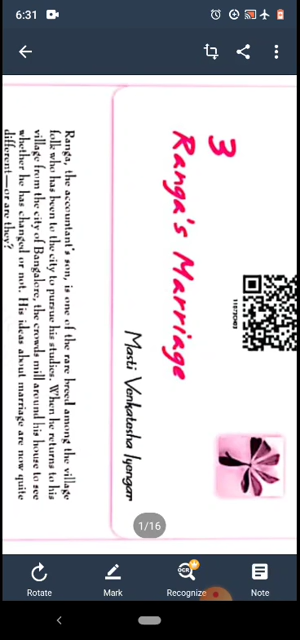 6:31
3
Ranga's Marriage
Masti Venkatesha Iyengar
Ranga, the accountant's son, is one of the rare breed among the village
folk who has been to the city to pursue his studies. When he returns to his
village from the city of Bangalore, the crowds mill around his house to see
whether he has changed or not. His ideas about marriage are now quite
different—or are they?
1/16
Rotate
Mark
OCR
Recognize
Note